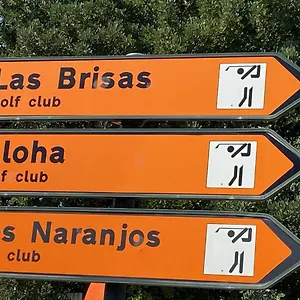 Las Brisas
olf club
loha
f club
s Naranjos
club